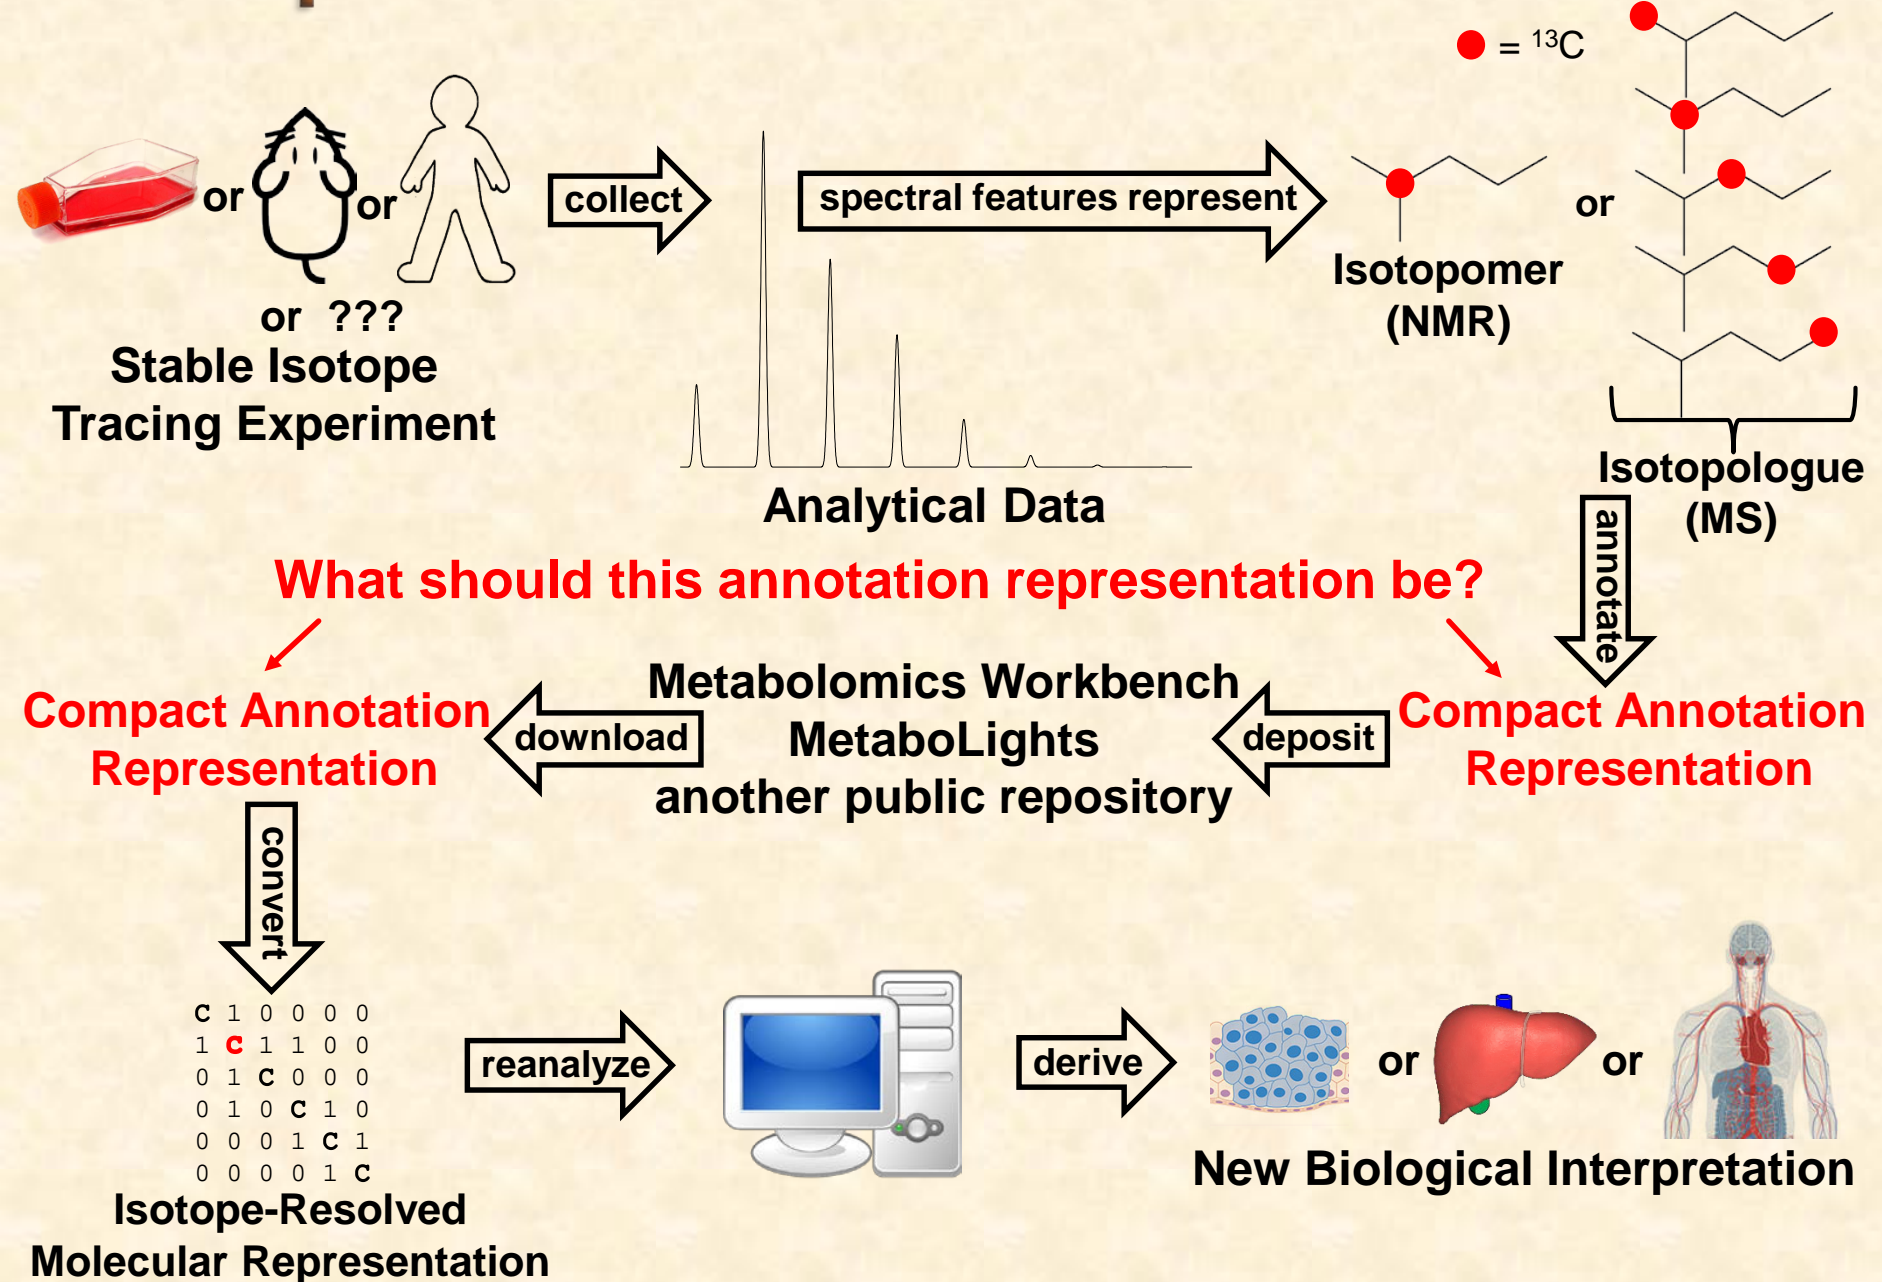 = ¹³C
or
or
or ???
Stable Isotope
Tracing Experiment
collect
Analytical Data
spectral features represent
Isotopomer
(NMR)
or
Isotopologue
(MS)
annotate
What should this annotation representation be?
Compact Annotation
Representation
deposit
Metabolomics Workbench
MetaboLights
another public repository
download
Compact Annotation
Representation
convert
C 1 0 0 0 0
1 C 1 1 0 0
0 1 C 0 0 0
0 1 0 C 1 0
0 0 0 1 C 1
0 0 0 0 1 C
Isotope-Resolved
Molecular Representation
reanalyze
derive
or
or
New Biological Interpretation